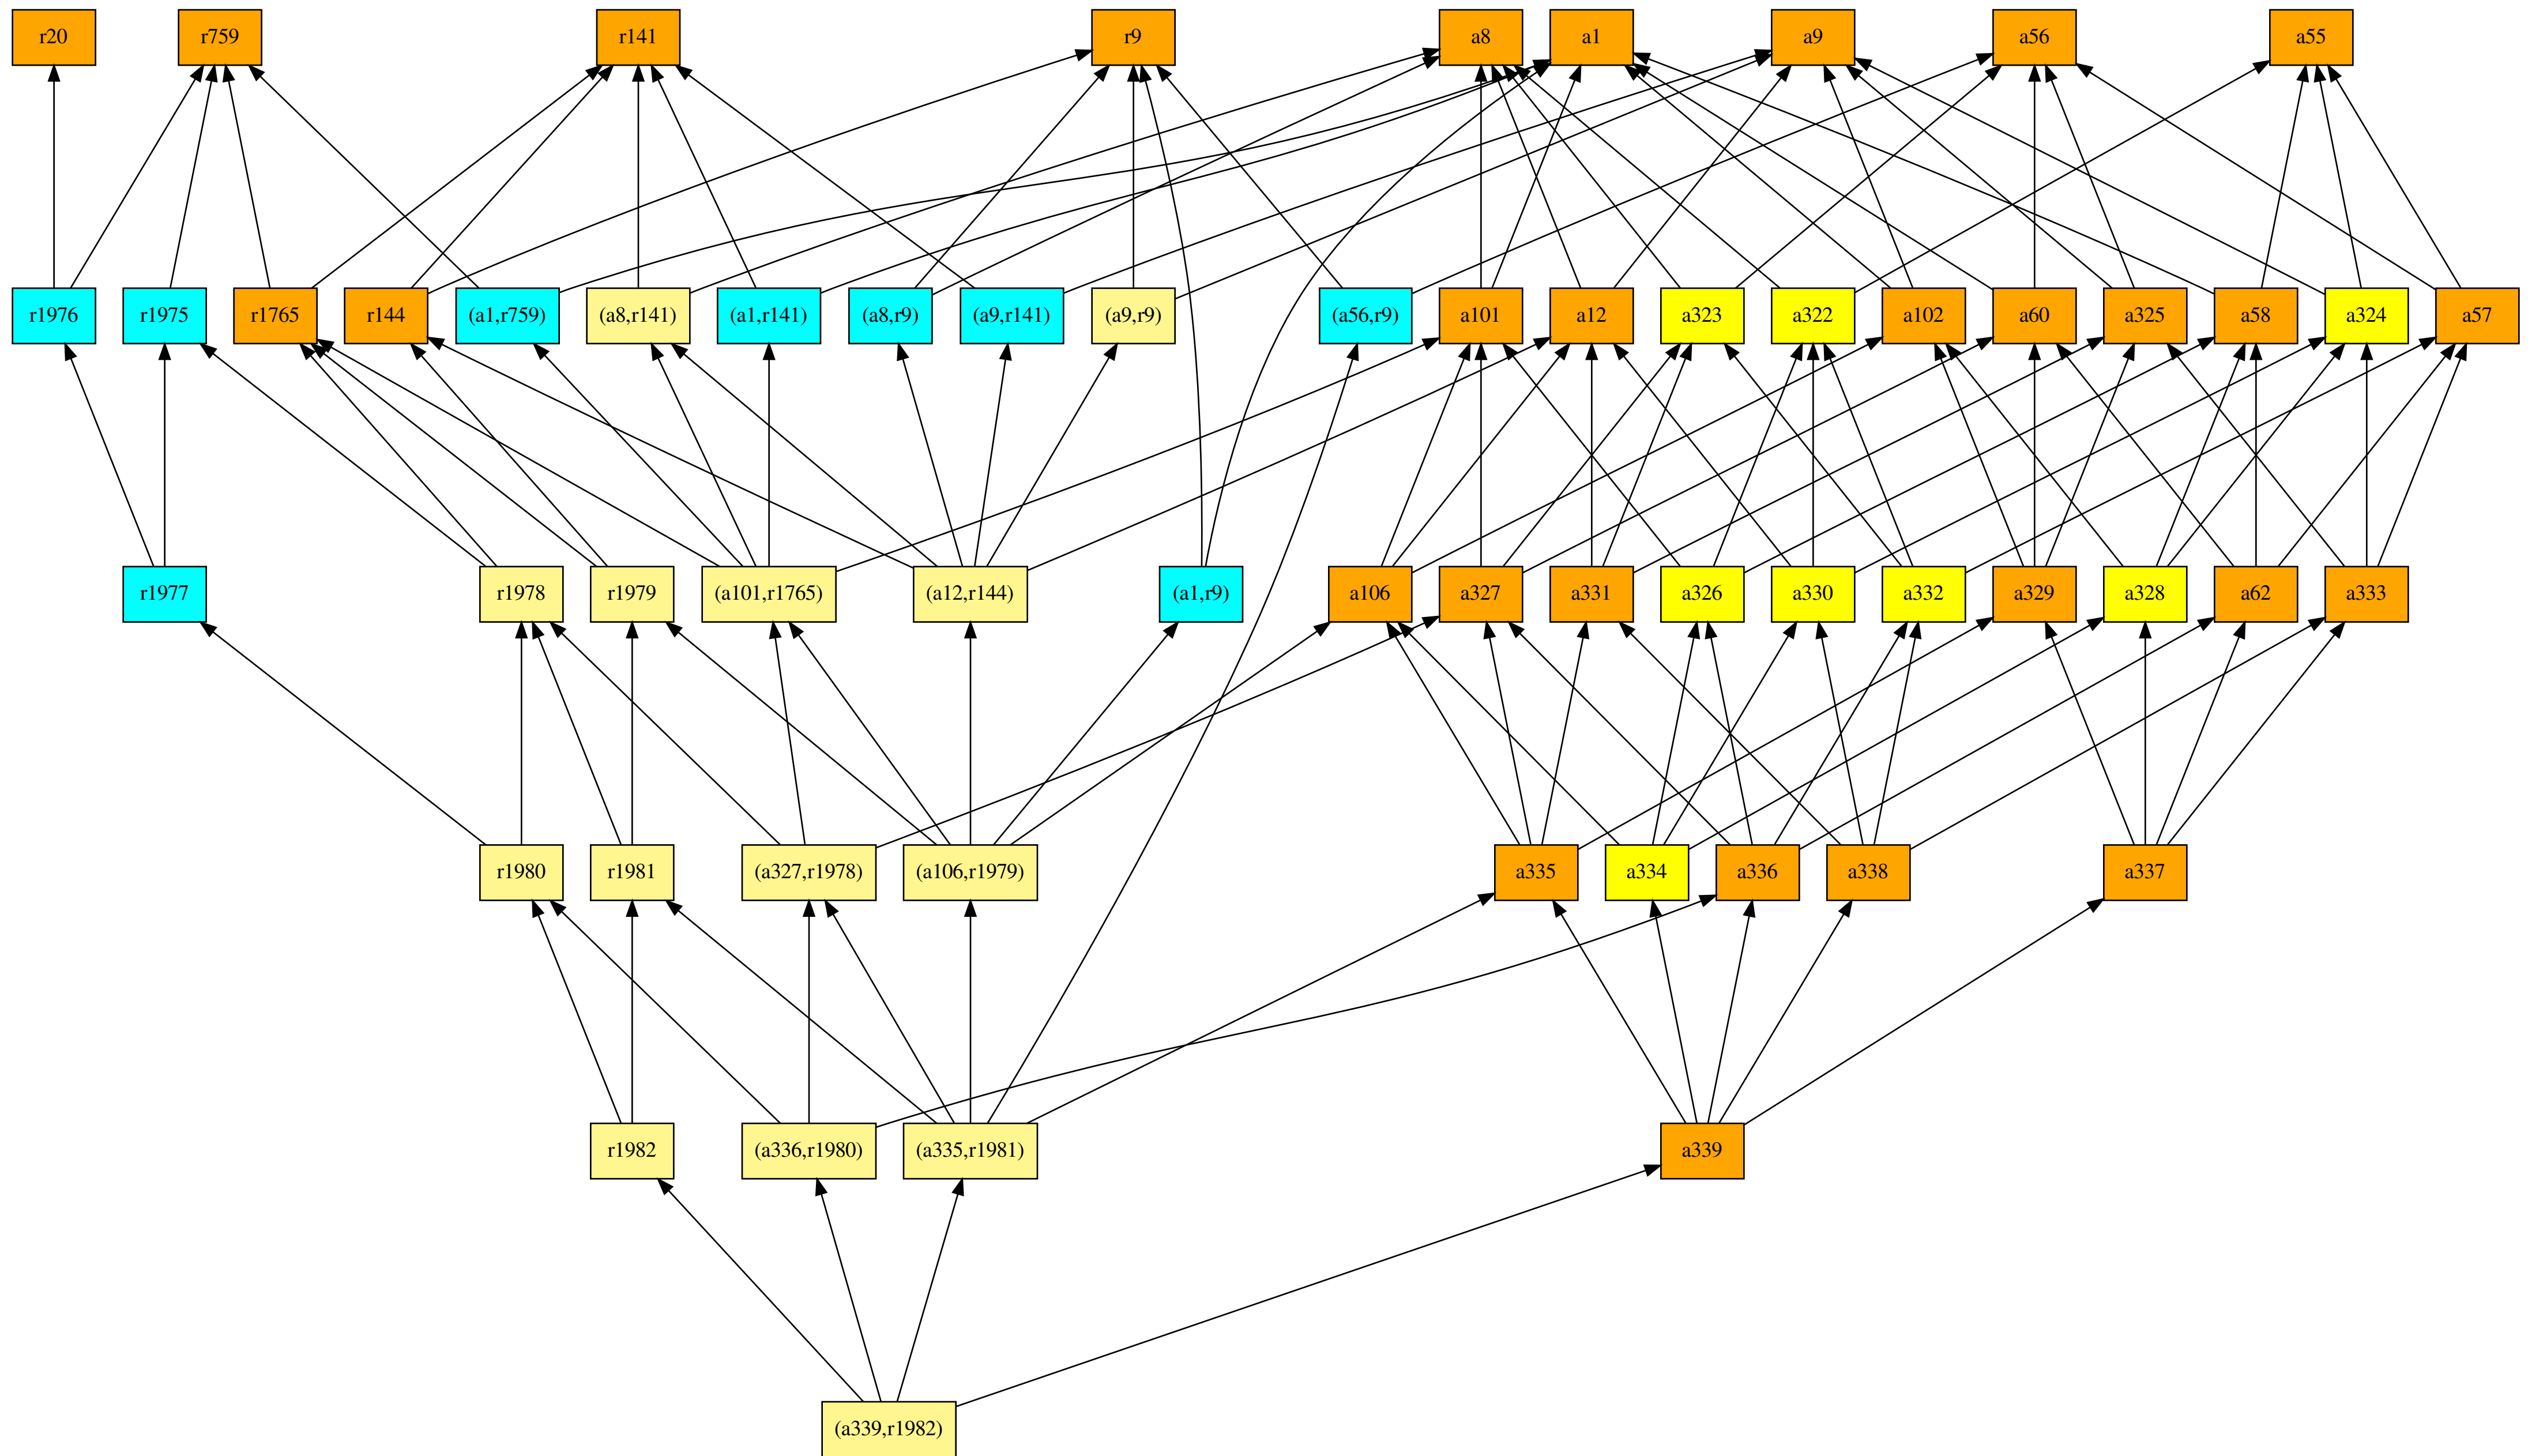 r20
r759
r141
r9
a8
a1
a9
a56
a55
r1976
r1975
r1765
r144
(a1,r759)
(a8,r141)
(a1,r141)
(a8,r9)
(a9,r141)
(a9,r9)
(a56,r9)
a101
a12
a323
a322
a102
a60
a325
a58
a324
a57
r1977
r1978
r1979
(a101,r1765)
(a12,r144)
(a1,r9)
a106
a327
a331
a326
a330
a332
a329
a328
a62
a333
r1980
r1981
(a327,r1978)
(a106,r1979)
a335
a334
a336
a338
a337
r1982
(a336,r1980)
(a335,r1981)
a339
(a339,r1982)